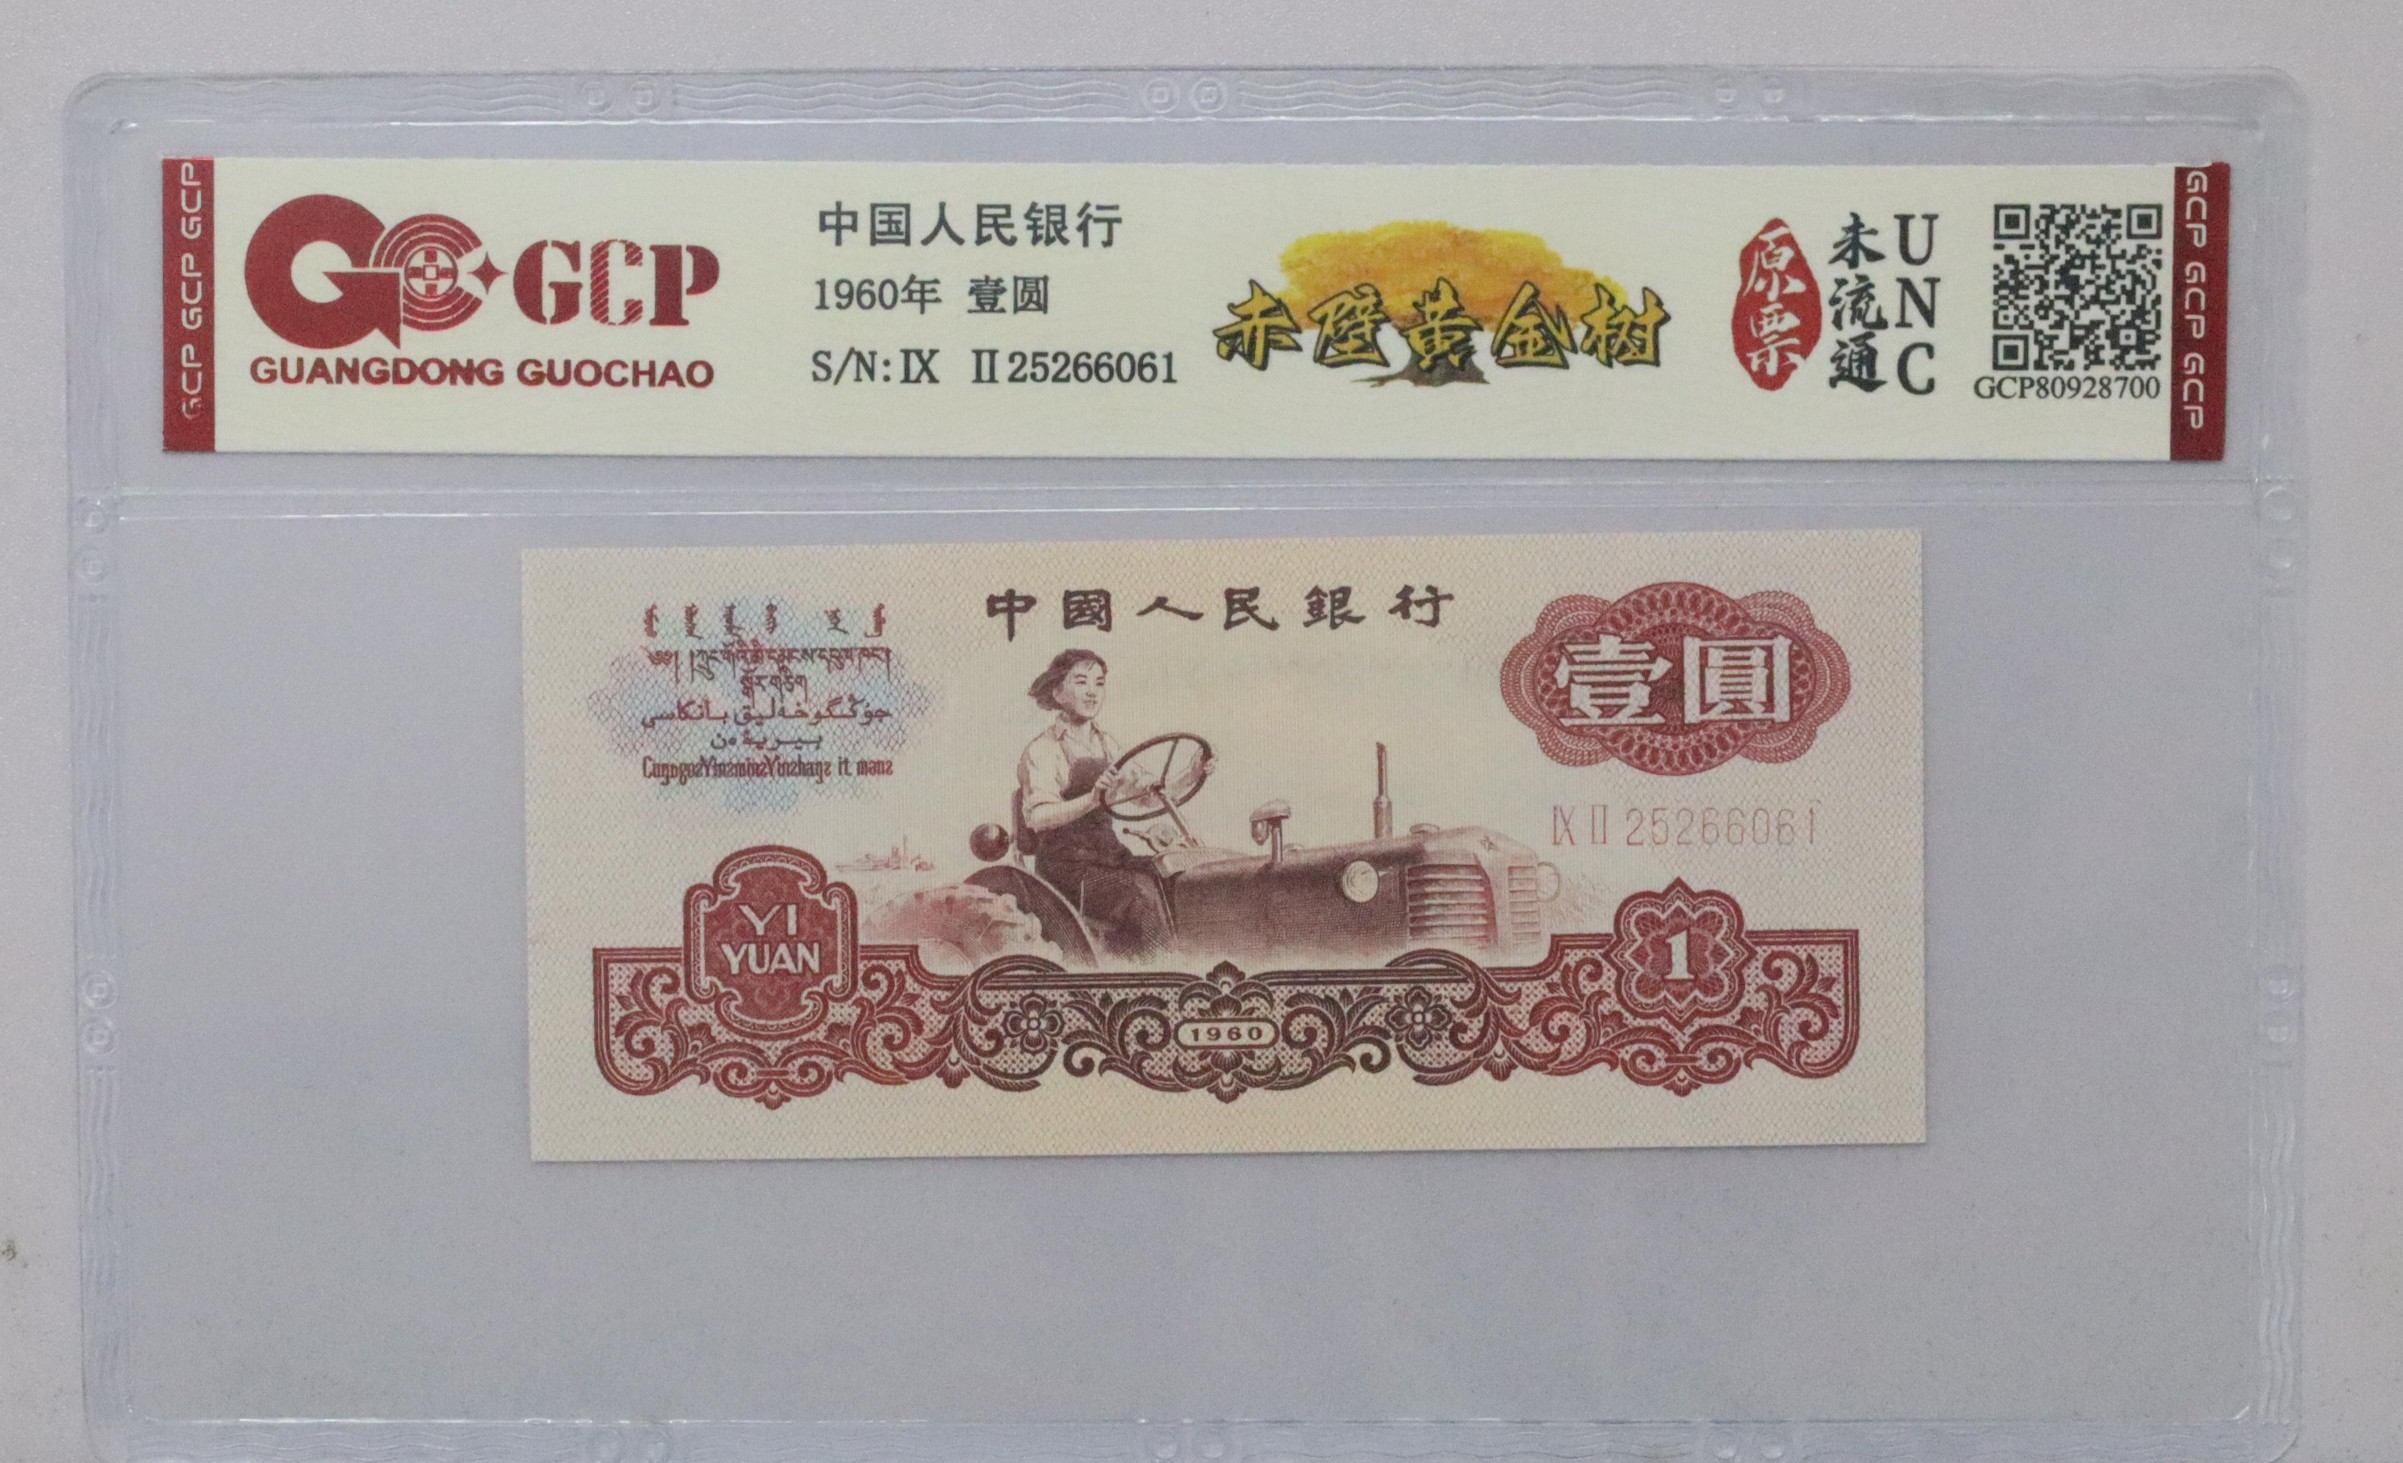 GCP GCP GCP
GCP
GUANGDONG GUOCHAO
中国人民银行
1960年 壹圆
S/N: IX II 25266061
赤壁黄金树
原票
未流通
UNC
GCP80928700
GCP GCP GCP
中國人民銀行
壹圓
IX II 25266061
YI
YUAN
1960
1